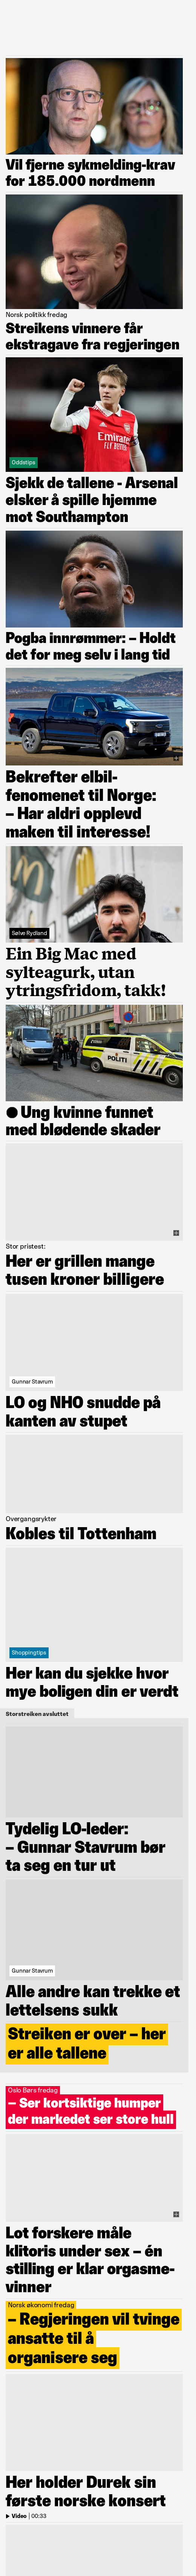 Vil fjerne sykmelding-krav
for 185.000 nordmenn
Norsk politikk fredag
Streikens vinnere får
ekstragave fra regjeringen
Oddstips
Sjekk de tallene - Arsenal
elsker å spille hjemme
mot Southampton
Pogba innrømmer: – Holdt
det for meg selv i lang tid
Bekrefter elbil-
fenomenet til Norge:
– Har aldri opplevd
maken til interesse!
Sølve Rydland
Ein Big Mac med
sylteagurk, utan
ytringsfridom, takk!
POLITI
● Ung kvinne funnet
med blødende skader
Stor pristest:
Her er grillen mange
tusen kroner billigere
Gunnar Stavrum
LO og NHO snudde på
kanten av stupet
Overgangsrykter
Kobles til Tottenham
Shoppingtips
Her kan du sjekke hvor
mye boligen din er verdt
Storstreiken avsluttet
Tydelig LO-leder:
– Gunnar Stavrum bør
ta seg en tur ut
Gunnar Stavrum
Alle andre kan trekke et
lettelsens sukk
Streiken er over – her
er alle tallene
Oslo Børs fredag
– Ser kortsiktige humper
der markedet ser store hull
Lot forskere måle
klitoris under sex – én
stilling er klar orgasme-
vinner
Norsk økonomi fredag
– Regjeringen vil tvinge
ansatte til å
organisere seg
Her holder Durek sin
første norske konsert
Video | 00:33